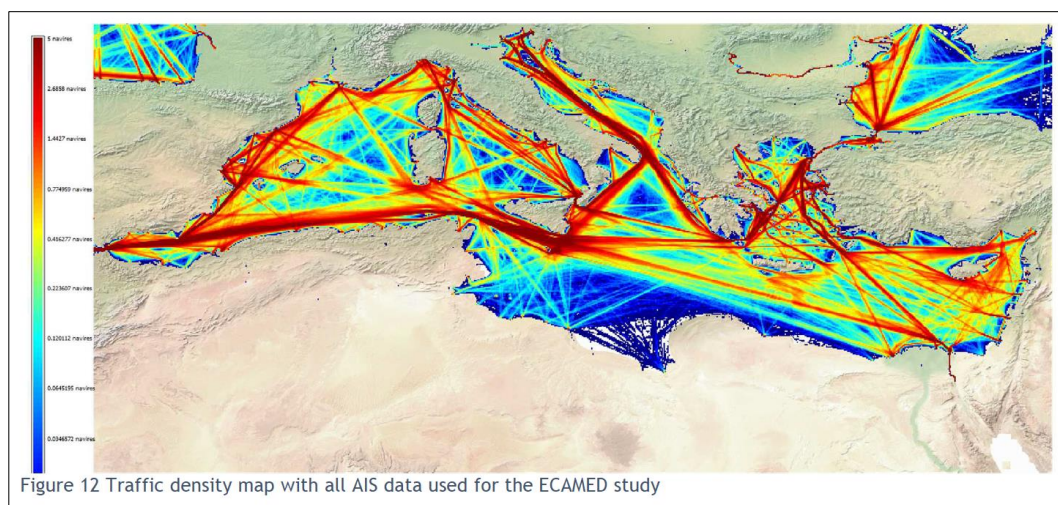 5 navires
2.6858 navires
1.4427 navires
0.774959 navires
0.416277 navires
0.223607 navires
0.120112 navires
0.0645195 navires
0.0346572 navires
Figure 12 Traffic density map with all AIS data used for the ECAMED study